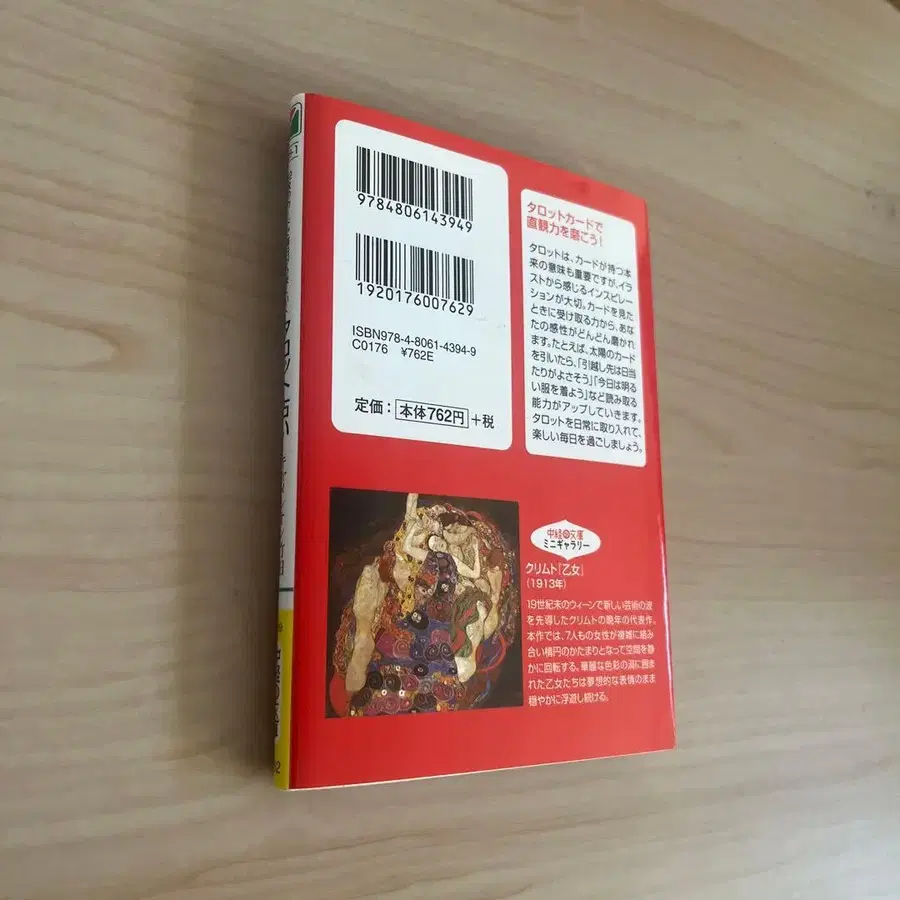 9784806143949
1920176007629
ISBN978-4-8061-4394-9
C0176 ¥762E
定価：本体762円+税
タロットカードで
直観力を磨こう！
タロットは、カードが持つ本
来の意味も重要ですが、イラ
ストから感じるインスピレー
ションが大切。カードを見た
ときに受け取る力から、あな
たの感性がどんどん磨かれ
ます。たとえば、太陽のカード
を引いたら、「引越し先は日当
たりがよさそう」「今日は明る
い服を着よう」など読み取る
能力がアップしていきます。
タロットを日常に取り入れて、
楽しい毎日を過ごしましょう。
中経の文庫
ミニギャラリー
クリムト『乙女』
（1913年）
19世紀末のウィーンで新しい芸術の波
を先導したクリムトの晩年の代表作。
本作では、7人もの女性が複雑に絡み
合い楕円のかたまりとなって空間を静
かに回転する。華麗な色彩の渦に囲ま
れた乙女たちは夢想的な表情のまま
穏やかに浮遊し続ける。
タロット占い